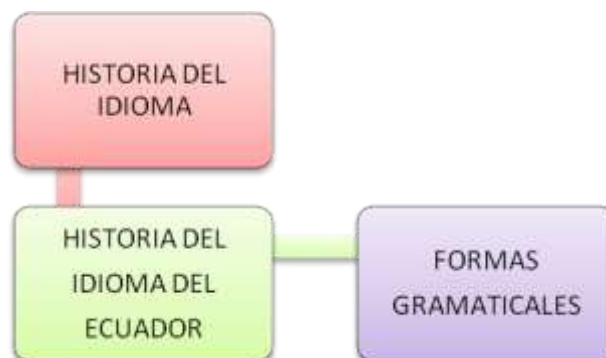 HISTORIA DEL
IDIOMA
HISTORIA DEL
IDIOMA DEL
ECUADOR
FORMAS
GRAMATICALES